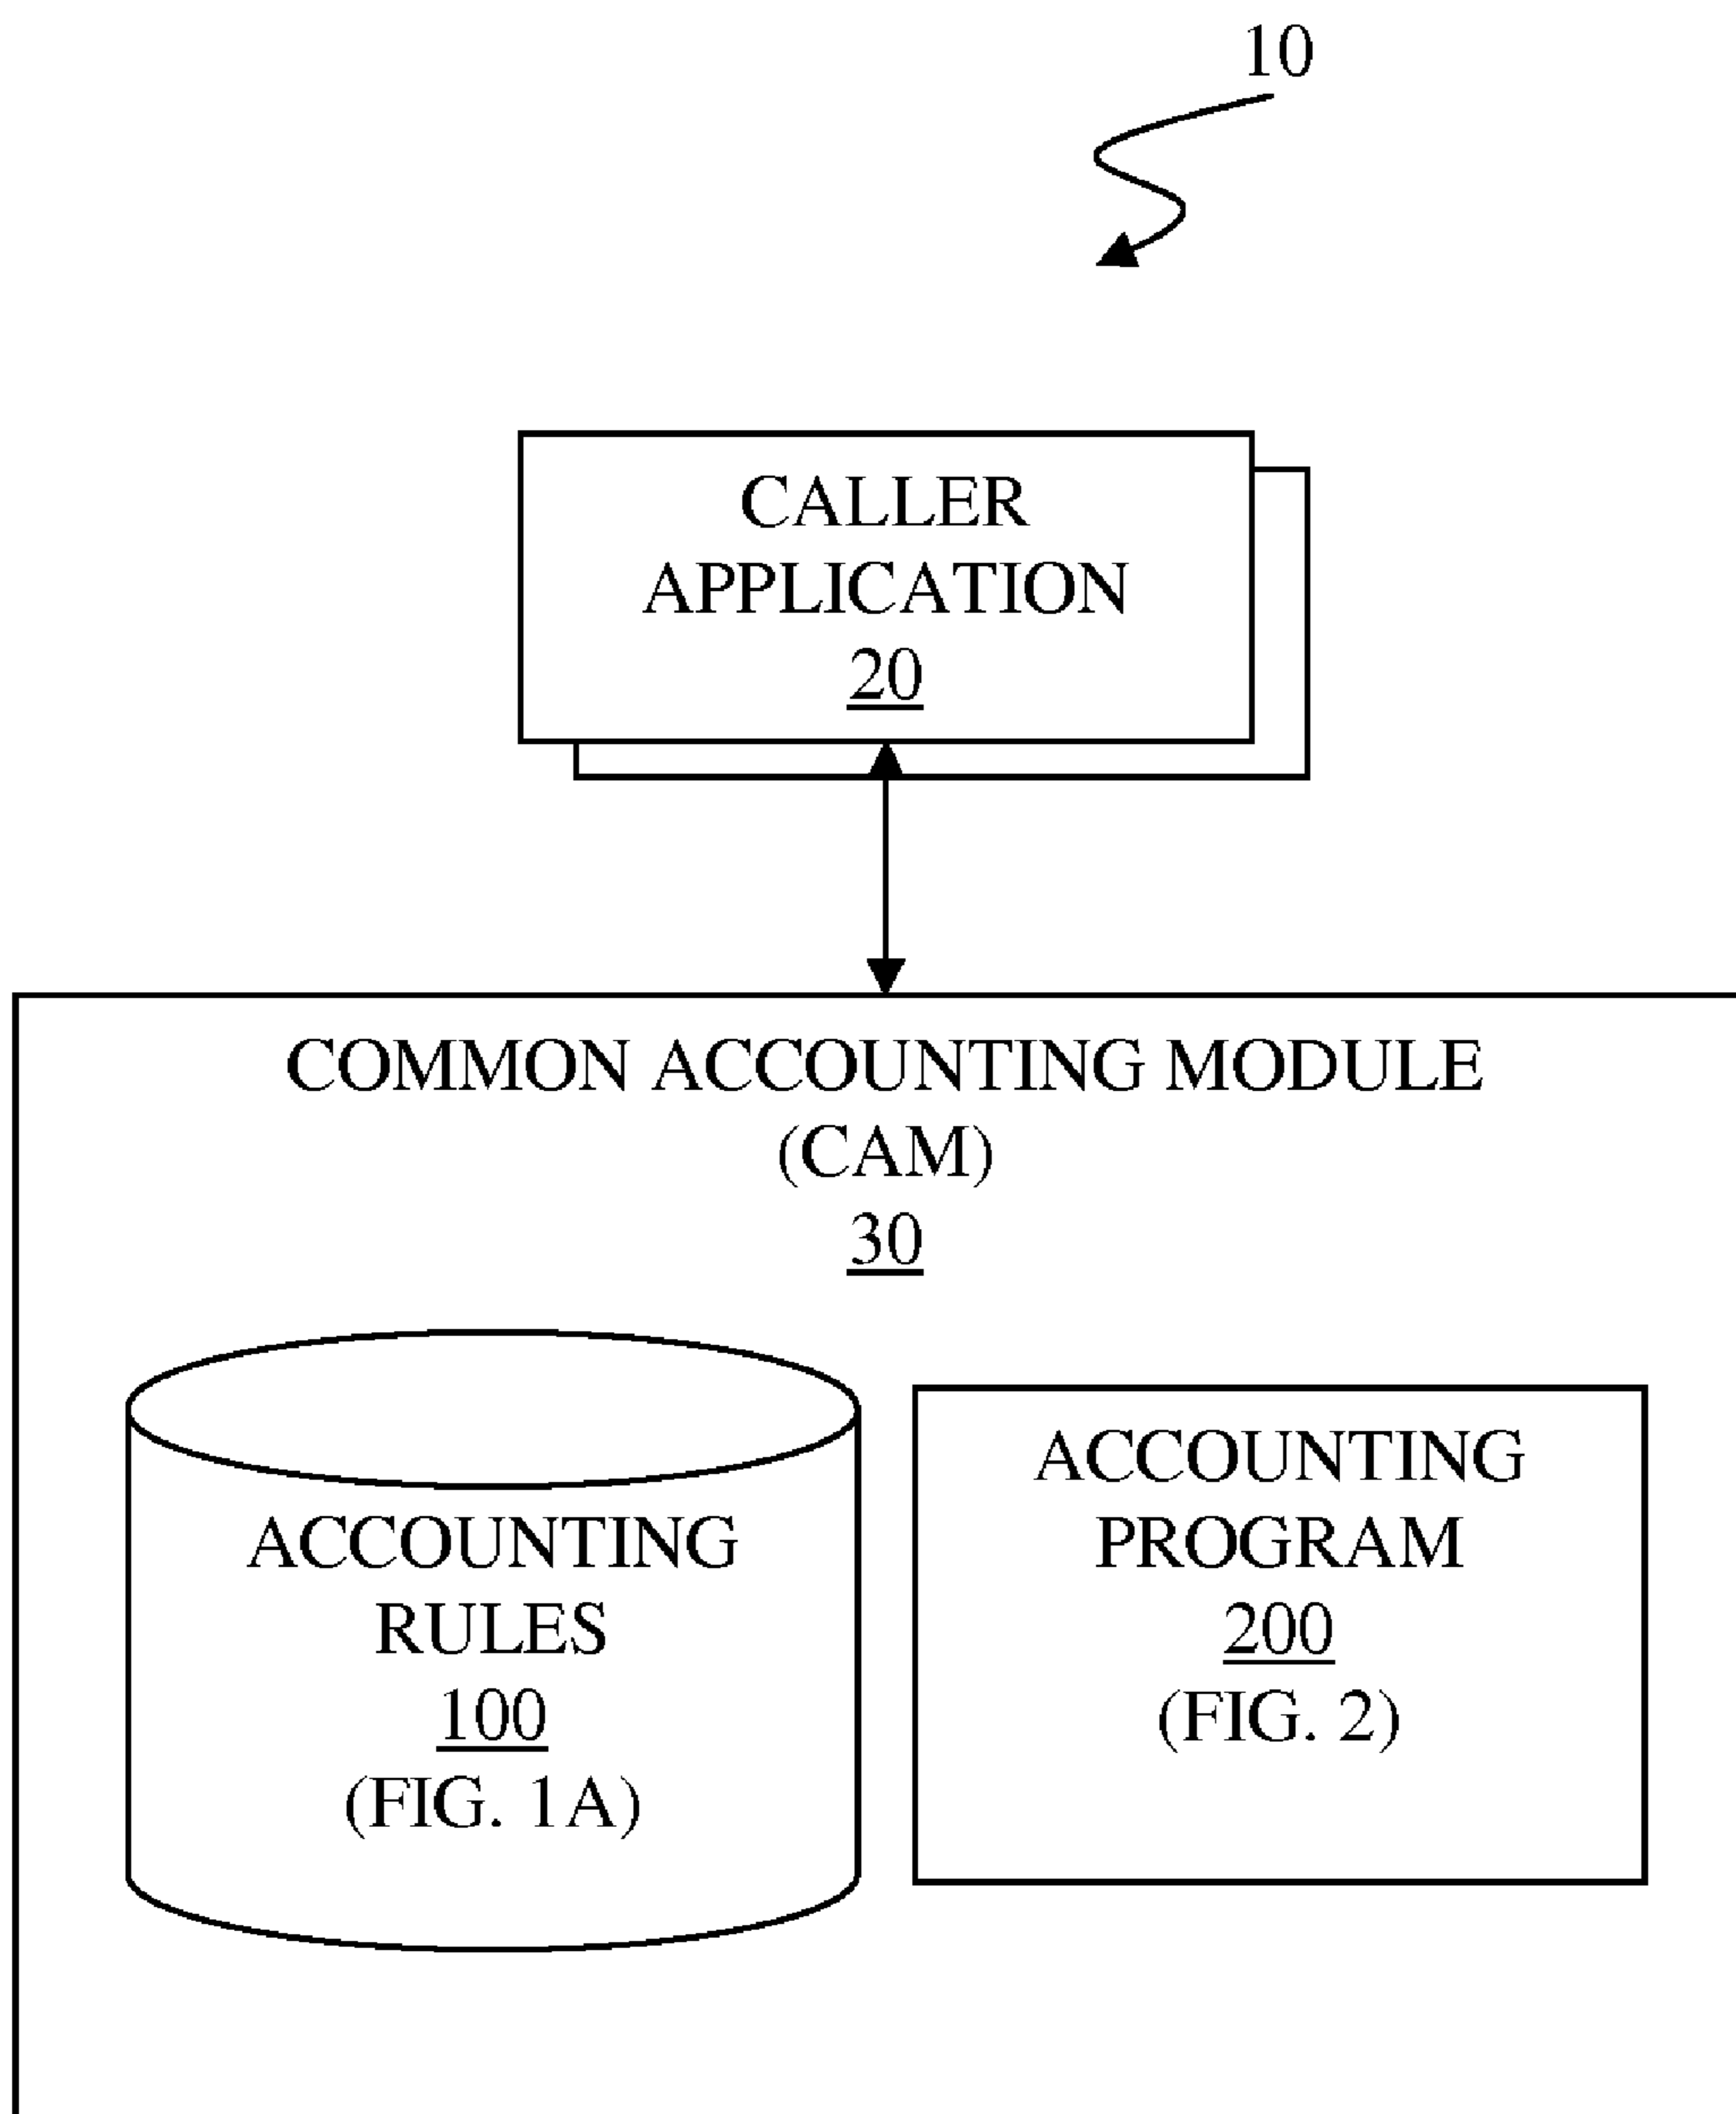 10
CALLER
APPLICATION
20
COMMON ACCOUNTING MODULE
(CAM)
30
ACCOUNTING
RULES
100
(FIG. 1A)
ACCOUNTING
PROGRAM
200
(FIG. 2)